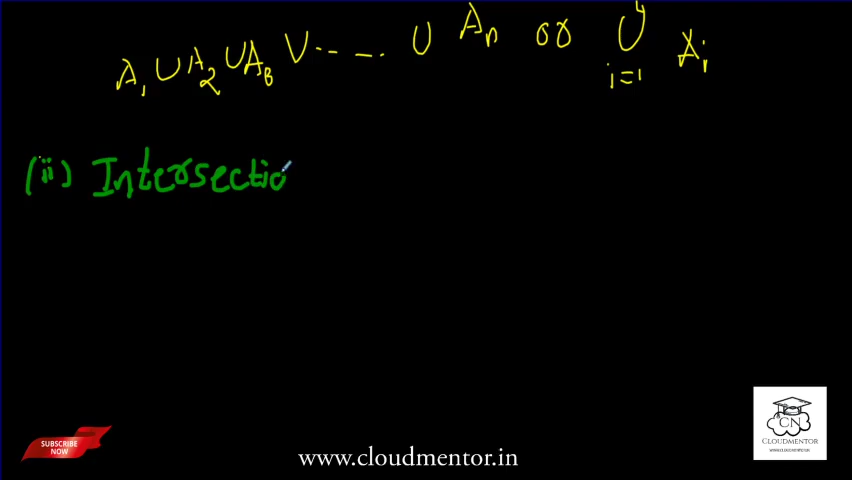 A₁ ∪ A₂ ∪ A₃ ∪ ... ∪ Aₙ or ∪ Aᵢ
i=1
(ii) Intersectio
SUBSCRIBE
NOW
CN
CLOUDMENTOR
www.cloudmentor.in